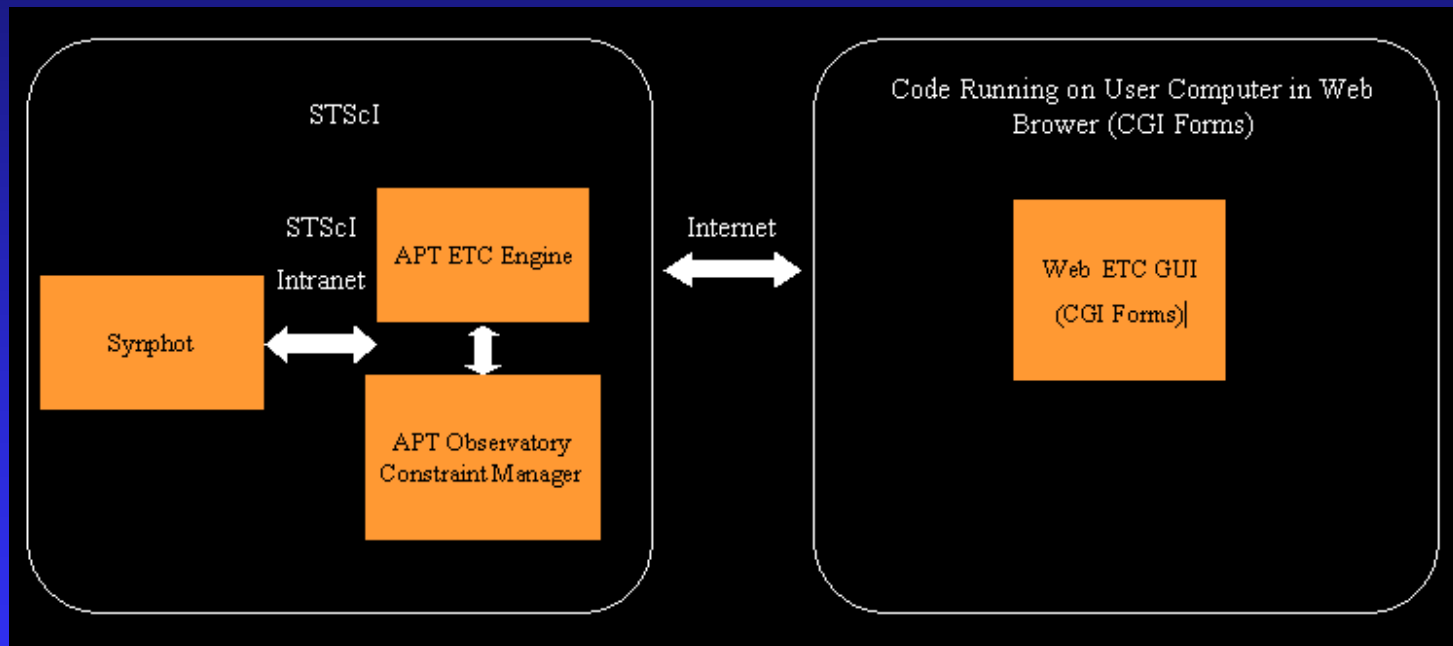 STScI
STScI
Intranet
Synphot
APT ETC Engine
APT Observatory
Constraint Manager
Internet
Code Running on User Computer in Web
Brower (CGI Forms)
Web ETC GUI
(CGI Forms)